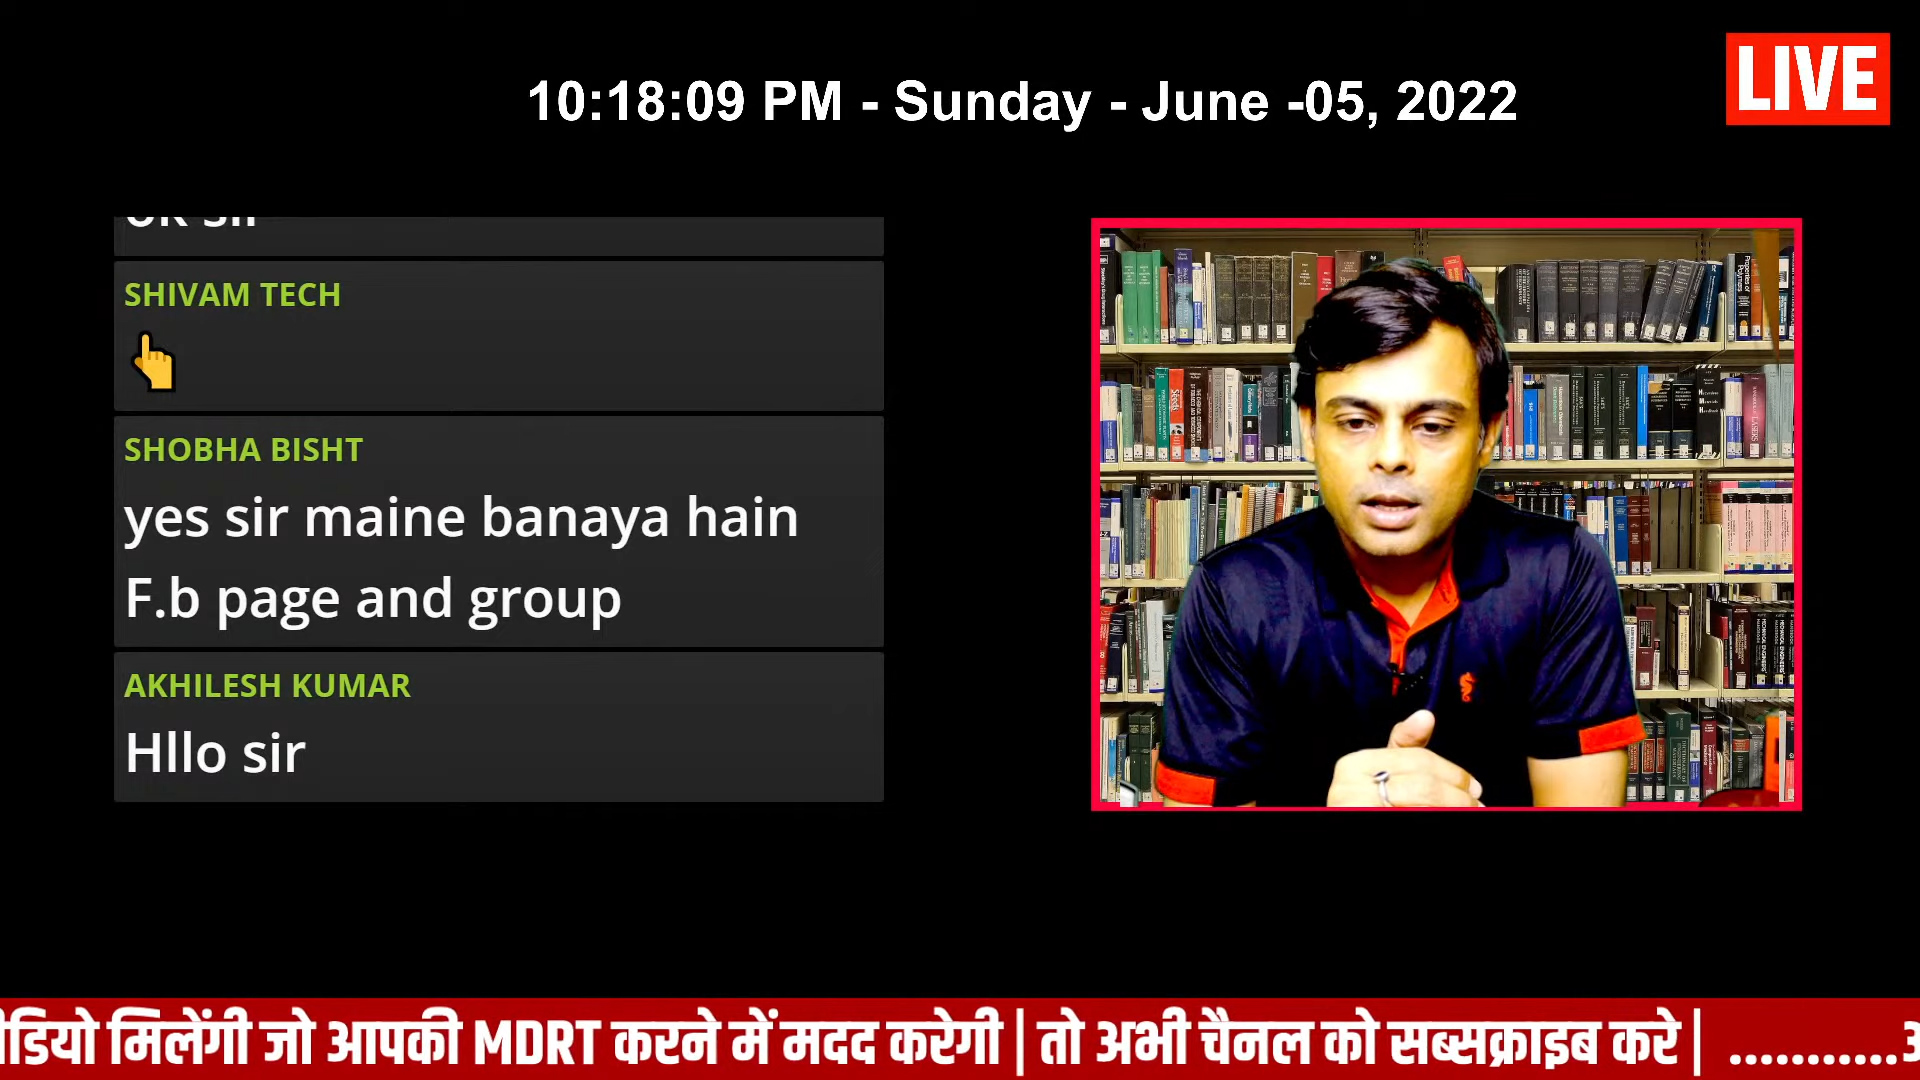 10:18:09 PM - Sunday - June -05, 2022
LIVE
SHIVAM TECH
SHOBHA BISHT
yes sir maine banaya hain
F.b page and group
AKHILESH KUMAR
Hllo sir
मिलेंगी जो आपकी MDRT करने में मदद करेगी | तो अभी चैनल को सब्सक्राइब करे | ...........